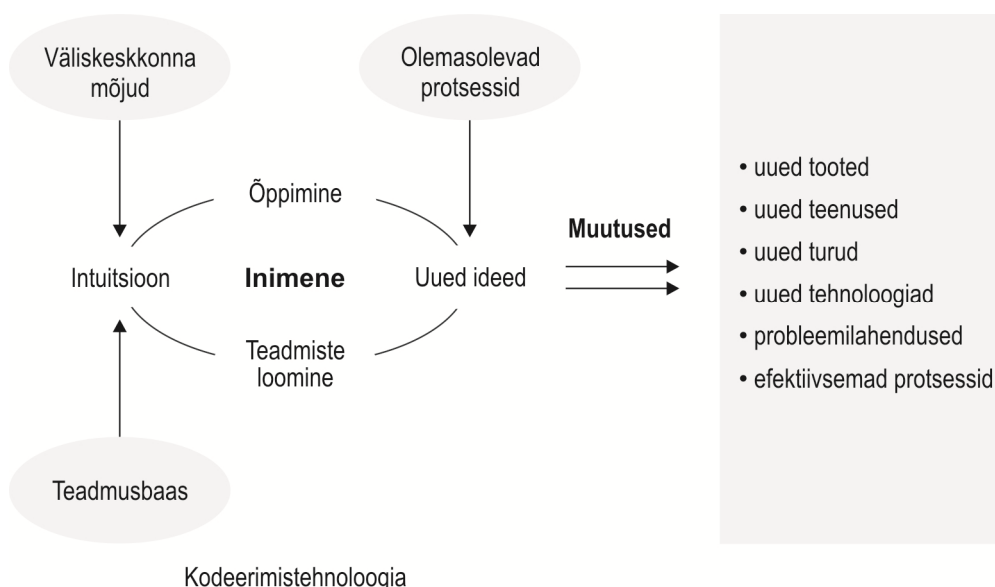 Väliskeskkonna
mõjud
Olemasolevad
protsessid
Õppimine
Intuitsioon
Inimene
Uued ideed
Teadmiste
loomine
Muutused
• uued tooted
• uued teenused
• uued turud
• uued tehnoloogiad
• probleemilahendused
• efektiivsemad protsessid
Teadmusbaas
Kodeerimistehnoloogia